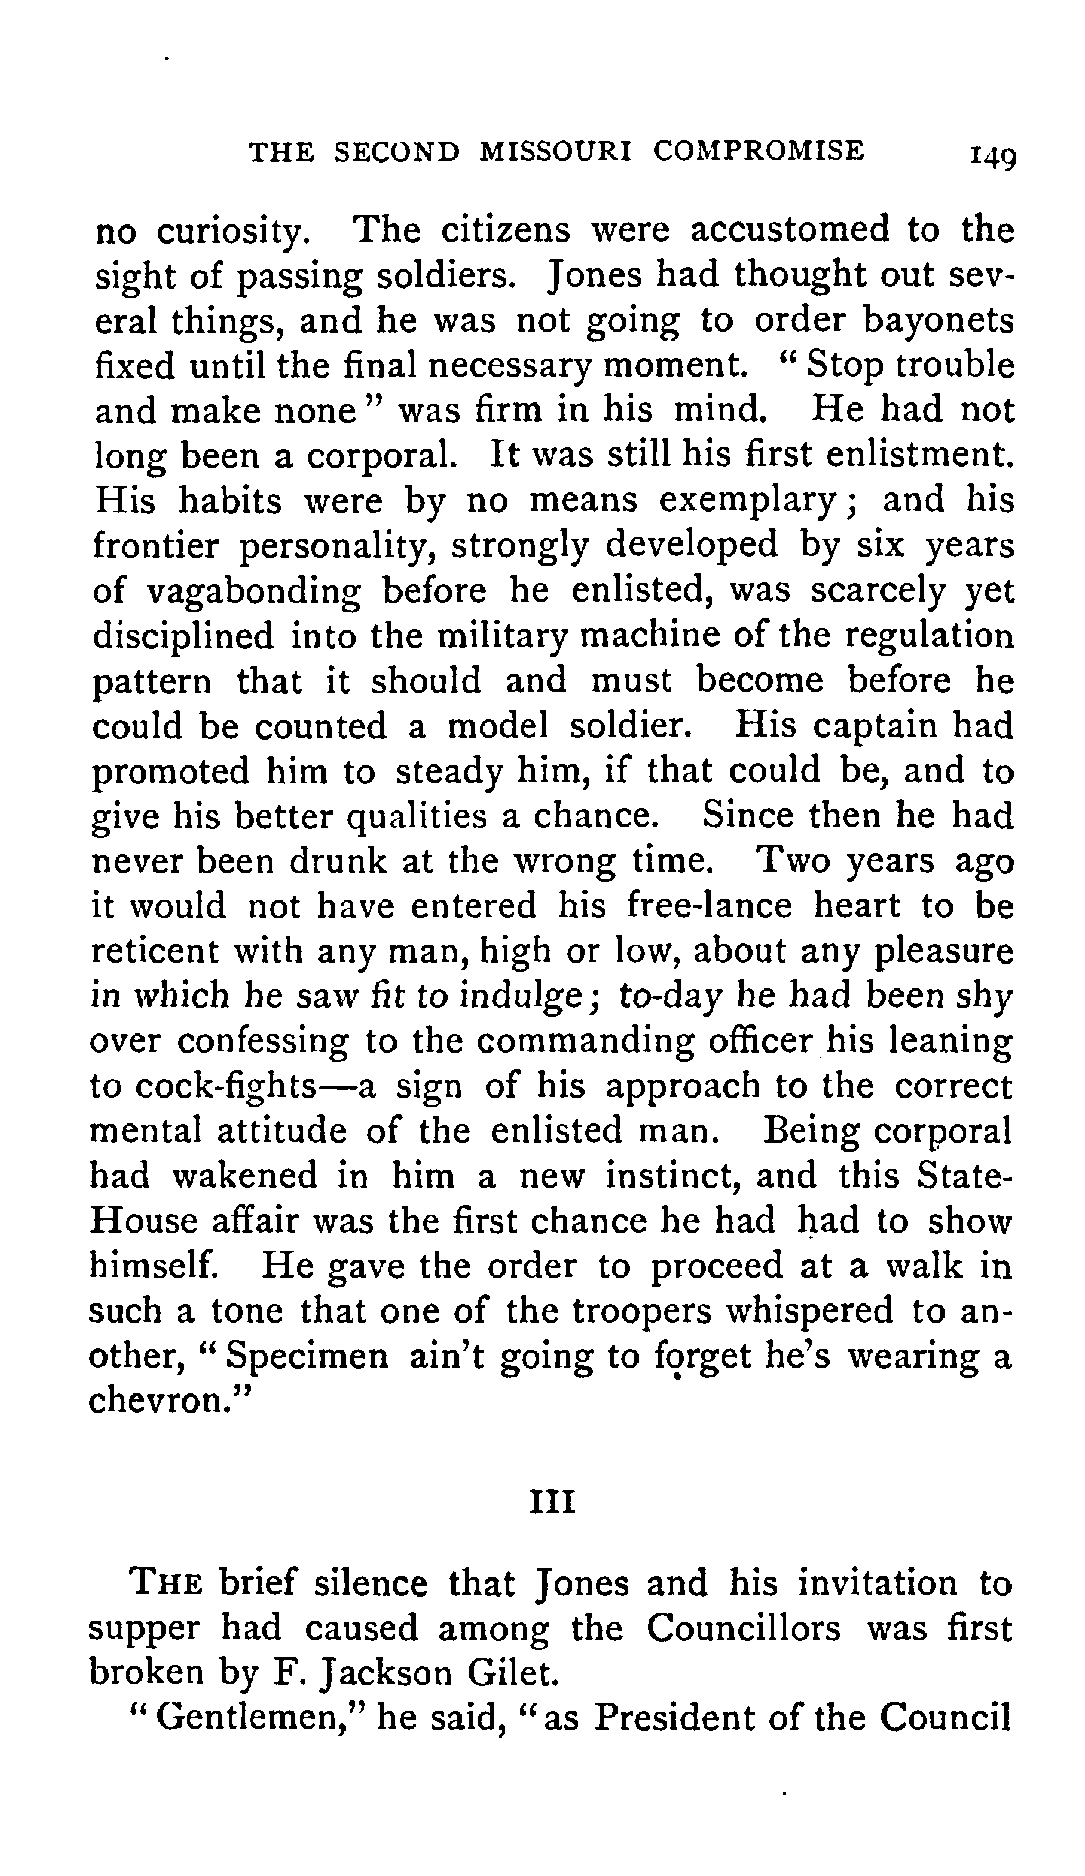 THE SECOND MISSOURI COMPROMISE 149
no curiosity. The citizens were accustomed to the
sight of passing soldiers. Jones had thought out sev-
eral things, and he was not going to order bayonets
fixed until the final necessary moment. “ Stop trouble
and make none ” was firm in his mind. He had not
long been a corporal. It was still his first enlistment.
His habits were by no means exemplary ; and his
frontier personality, strongly developed by six years
of vagabonding before he enlisted, was scarcely yet
disciplined into the military machine of the regulation
pattern that it should and must become before he
could be counted a model soldier. His captain had
promoted him to steady him, if that could be, and to
give his better qualities a chance. Since then he had
never been drunk at the wrong time. Two years ago
it would not have entered his free-lance heart to be
reticent with any man, high or low, about any pleasure
in which he saw fit to indulge ; to-day he had been shy
over confessing to the commanding officer his leaning
to cock-fights—a sign of his approach to the correct
mental attitude of the enlisted man. Being corporal
had wakened in him a new instinct, and this State-
House affair was the first chance he had had to show
himself. He gave the order to proceed at a walk in
such a tone that one of the troopers whispered to an-
other, “ Specimen ain’t going to forget he’s wearing a
chevron.”
III
THE brief silence that Jones and his invitation to
supper had caused among the Councillors was first
broken by F. Jackson Gilet.
“ Gentlemen,” he said, “ as President of the Council